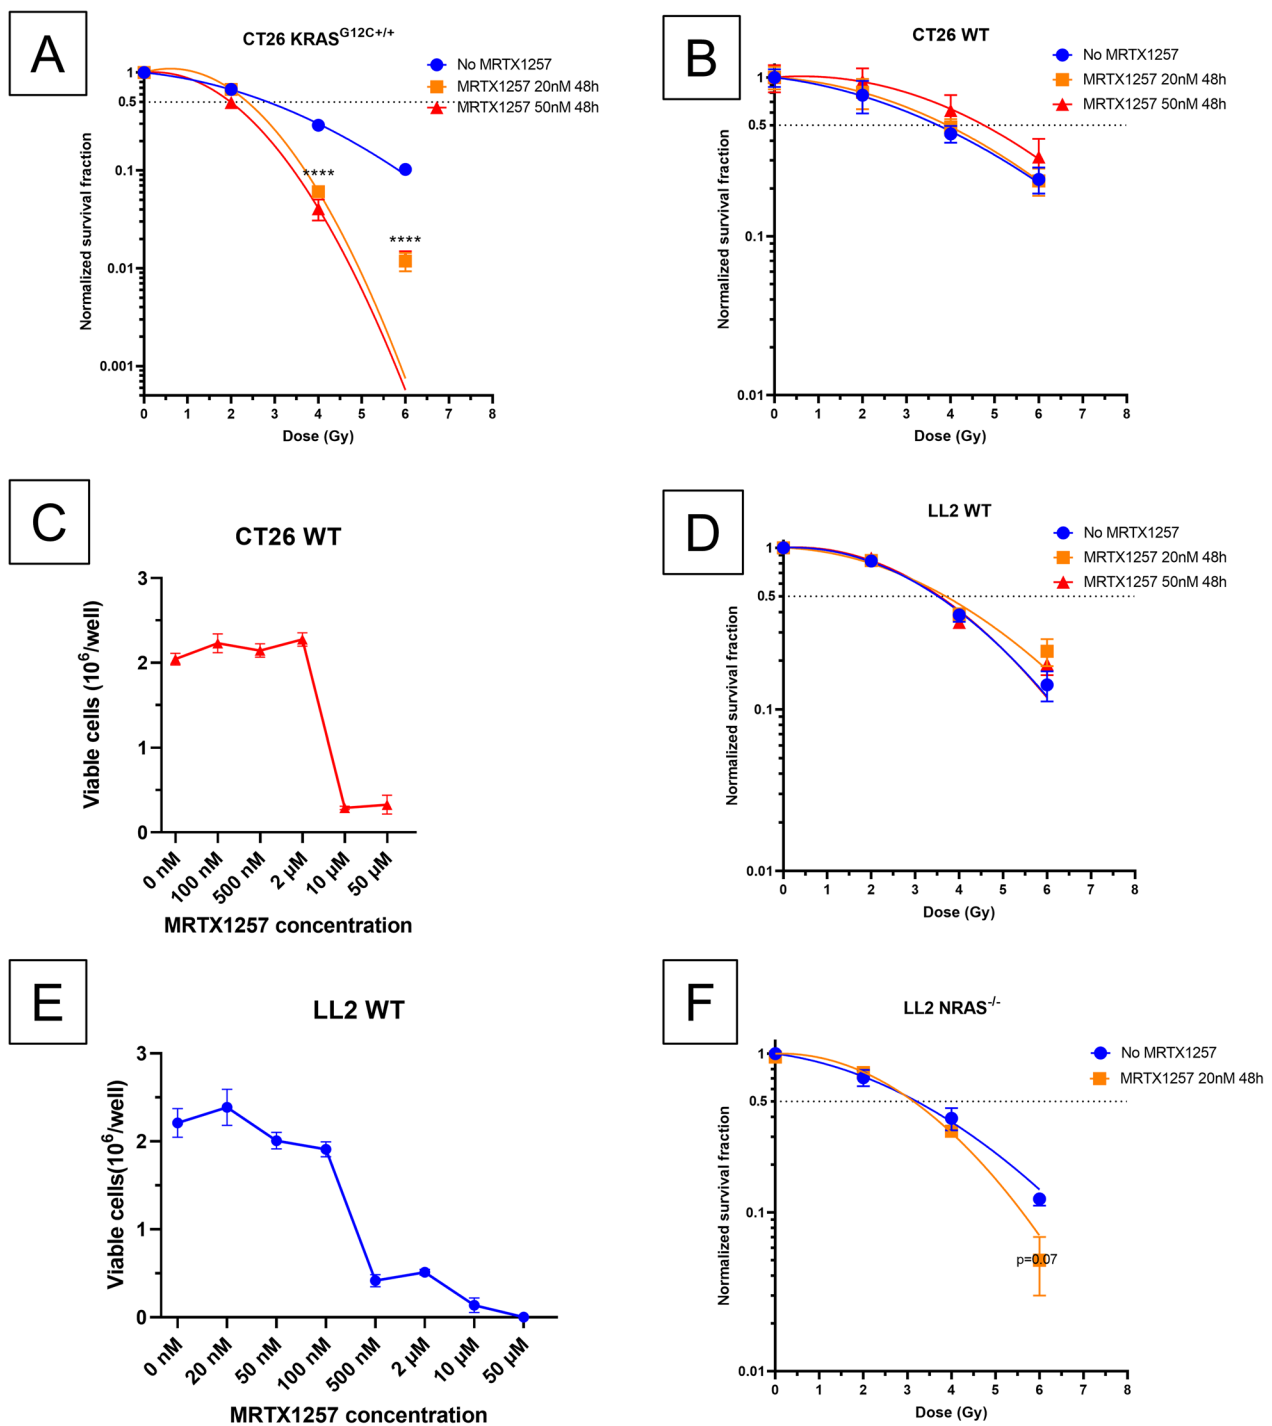 A
CT26 KRAS^G12C+/+
No MRTX1257
MRTX1257 20nM 48h
MRTX1257 50nM 48h
Normalized survival fraction
1
0.5
0.1
0.01
0.001
****
****
0 1 2 3 4 5 6 7 8
Dose (Gy)
B
CT26 WT
No MRTX1257
MRTX1257 20nM 48h
MRTX1257 50nM 48h
Normalized survival fraction
1
0.5
0.1
0.01
0 1 2 3 4 5 6 7 8
Dose (Gy)
C
CT26 WT
Viable cells (10^6/well)
3
2
1
0
0 nM 100 nM 500 nM 2 µM 10 µM 50 µM
MRTX1257 concentration
D
LL2 WT
No MRTX1257
MRTX1257 20nM 48h
MRTX1257 50nM 48h
Normalized survival fraction
1
0.5
0.1
0.01
0 1 2 3 4 5 6 7 8
Dose (Gy)
E
LL2 WT
Viable cells(10^6/well)
3
2
1
0
0 nM 20 nM 50 nM 100 nM 500 nM 2 µM 10 µM 50 µM
MRTX1257 concentration
F
LL2 NRAS^-/-
No MRTX1257
MRTX1257 20nM 48h
Normalized survival fraction
1
0.5
0.1
0.01
p=0.07
0 1 2 3 4 5 6 7 8
Dose (Gy)